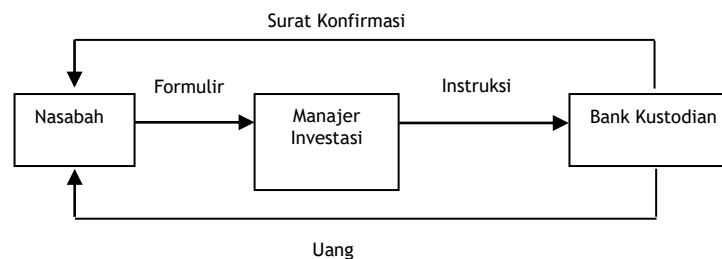 Surat Konfirmasi
Formulir
Instruksi
Nasabah
Manajer
Investasi
Bank Kustodian
Uang